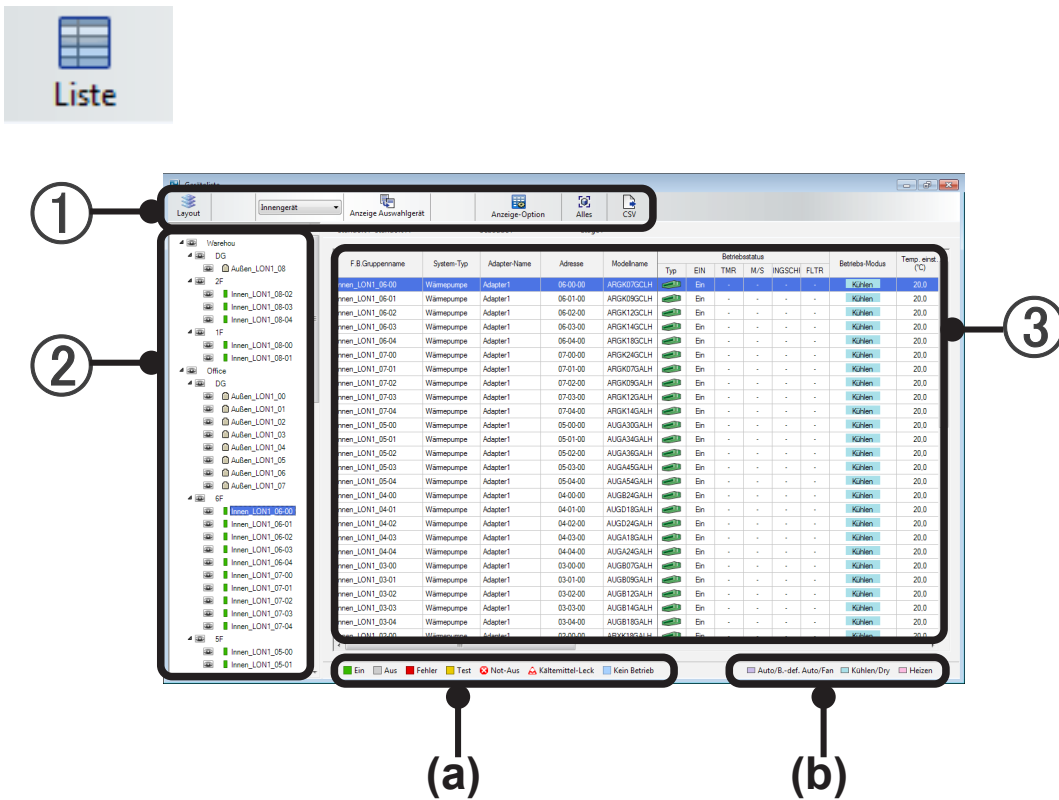 Liste
Geräteliste
①
Layout
Innengerät
Anzeige Auswahlgerät
Anzeige-Option
Alles
CSV
②
Warehou
DG
Außen_LON1_08
2F
Innen_LON1_08-02
Innen_LON1_08-03
Innen_LON1_08-04
1F
Innen_LON1_08-00
Innen_LON1_08-01
Office
DG
Außen_LON1_00
Außen_LON1_01
Außen_LON1_02
Außen_LON1_03
Außen_LON1_04
Außen_LON1_05
Außen_LON1_06
Außen_LON1_07
6F
Innen_LON1_06-00
Innen_LON1_06-01
Innen_LON1_06-02
Innen_LON1_06-03
Innen_LON1_06-04
Innen_LON1_07-00
Innen_LON1_07-01
Innen_LON1_07-02
Innen_LON1_07-03
Innen_LON1_07-04
5F
Innen_LON1_05-00
Innen_LON1_05-01
③
F.B.Gruppenname System-Typ Adapter-Name Adresse Modellname Betriebsstatus Betriebs-Modus Temp. einst. (°C)
Typ EIN TMR M/S INGSCHI FLTR
nnen_LON1_06-00 Wärmepumpe Adapter1 06-00-00 ARGK07GCLH Ein - - - - Kühlen 20,0
nnen_LON1_06-01 Wärmepumpe Adapter1 06-01-00 ARGK09GCLH Ein - - - - Kühlen 20,0
nnen_LON1_06-02 Wärmepumpe Adapter1 06-02-00 ARGK12GCLH Ein - - - - Kühlen 20,0
nnen_LON1_06-03 Wärmepumpe Adapter1 06-03-00 ARGK14GCLH Ein - - - - Kühlen 20,0
nnen_LON1_06-04 Wärmepumpe Adapter1 06-04-00 ARGK18GCLH Ein - - - - Kühlen 20,0
nnen_LON1_07-00 Wärmepumpe Adapter1 07-00-00 ARGK24GCLH Ein - - - - Kühlen 20,0
nnen_LON1_07-01 Wärmepumpe Adapter1 07-01-00 ARGK07GALH Ein - - - - Kühlen 20,0
nnen_LON1_07-02 Wärmepumpe Adapter1 07-02-00 ARGK09GALH Ein - - - - Kühlen 20,0
nnen_LON1_07-03 Wärmepumpe Adapter1 07-03-00 ARGK12GALH Ein - - - - Kühlen 20,0
nnen_LON1_07-04 Wärmepumpe Adapter1 07-04-00 ARGK14GALH Ein - - - - Kühlen 20,0
nnen_LON1_05-00 Wärmepumpe Adapter1 05-00-00 AUGA30GALH Ein - - - - Kühlen 20,0
nnen_LON1_05-01 Wärmepumpe Adapter1 05-01-00 AUGA34GALH Ein - - - - Kühlen 20,0
nnen_LON1_05-02 Wärmepumpe Adapter1 05-02-00 AUGA36GALH Ein - - - - Kühlen 20,0
nnen_LON1_05-03 Wärmepumpe Adapter1 05-03-00 AUGA45GALH Ein - - - - Kühlen 20,0
nnen_LON1_05-04 Wärmepumpe Adapter1 05-04-00 AUGA54GALH Ein - - - - Kühlen 20,0
nnen_LON1_04-00 Wärmepumpe Adapter1 04-00-00 AUGB24GALH Ein - - - - Kühlen 20,0
nnen_LON1_04-01 Wärmepumpe Adapter1 04-01-00 AUGD18GALH Ein - - - - Kühlen 20,0
nnen_LON1_04-02 Wärmepumpe Adapter1 04-02-00 AUGD24GALH Ein - - - - Kühlen 20,0
nnen_LON1_04-03 Wärmepumpe Adapter1 04-03-00 AUGA18GALH Ein - - - - Kühlen 20,0
nnen_LON1_04-04 Wärmepumpe Adapter1 04-04-00 AUGA24GALH Ein - - - - Kühlen 20,0
nnen_LON1_03-00 Wärmepumpe Adapter1 03-00-00 AUGB07GALH Ein - - - - Kühlen 20,0
nnen_LON1_03-01 Wärmepumpe Adapter1 03-01-00 AUGB09GALH Ein - - - - Kühlen 20,0
nnen_LON1_03-02 Wärmepumpe Adapter1 03-02-00 AUGB12GALH Ein - - - - Kühlen 20,0
nnen_LON1_03-03 Wärmepumpe Adapter1 03-03-00 AUGB14GALH Ein - - - - Kühlen 20,0
nnen_LON1_03-04 Wärmepumpe Adapter1 03-04-00 AUGB18GALH Ein - - - - Kühlen 20,0
nnen_LON1_02-00 Wärmepumpe Adapter1 02-00-00 ARXK18GALH Ein - - - - Kühlen 20,0
Ein Aus Fehler Test Not-Aus Kältemittel-Leck Kein Betrieb
Auto/B.-def. Auto/Fan Kühlen/Dry Heizen
(a) (b)